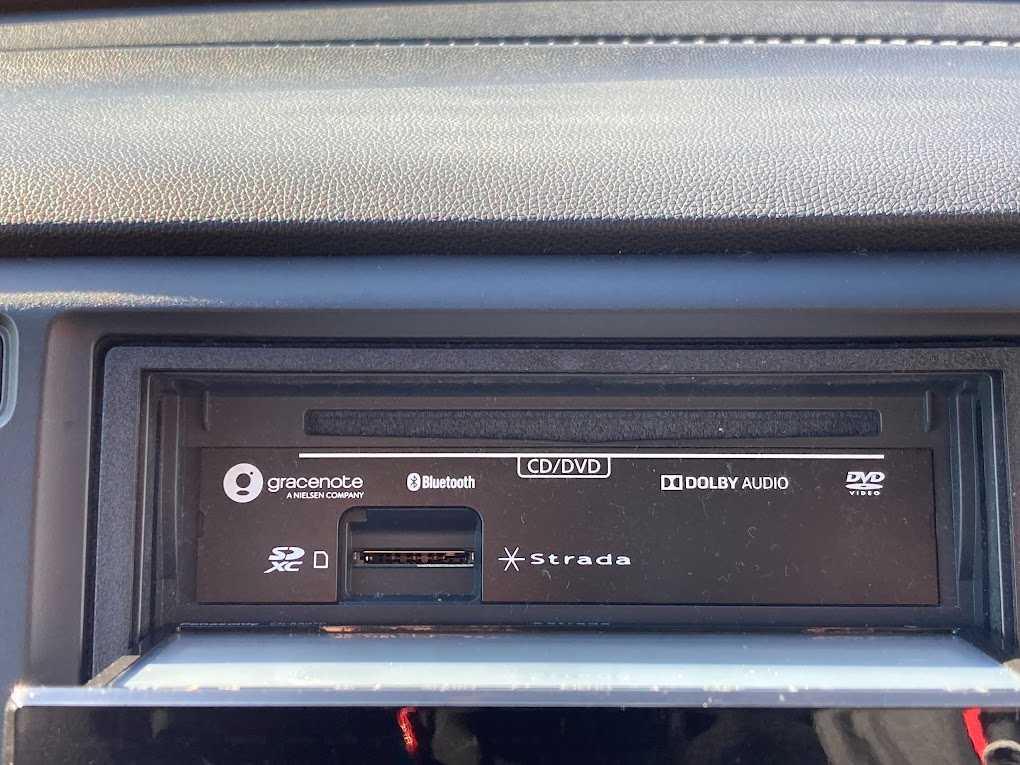 CD/DVD
gracenote
A NIELSEN COMPANY
Bluetooth
DOLBY AUDIO
DVD
VIDEO
SD
XC
Strada